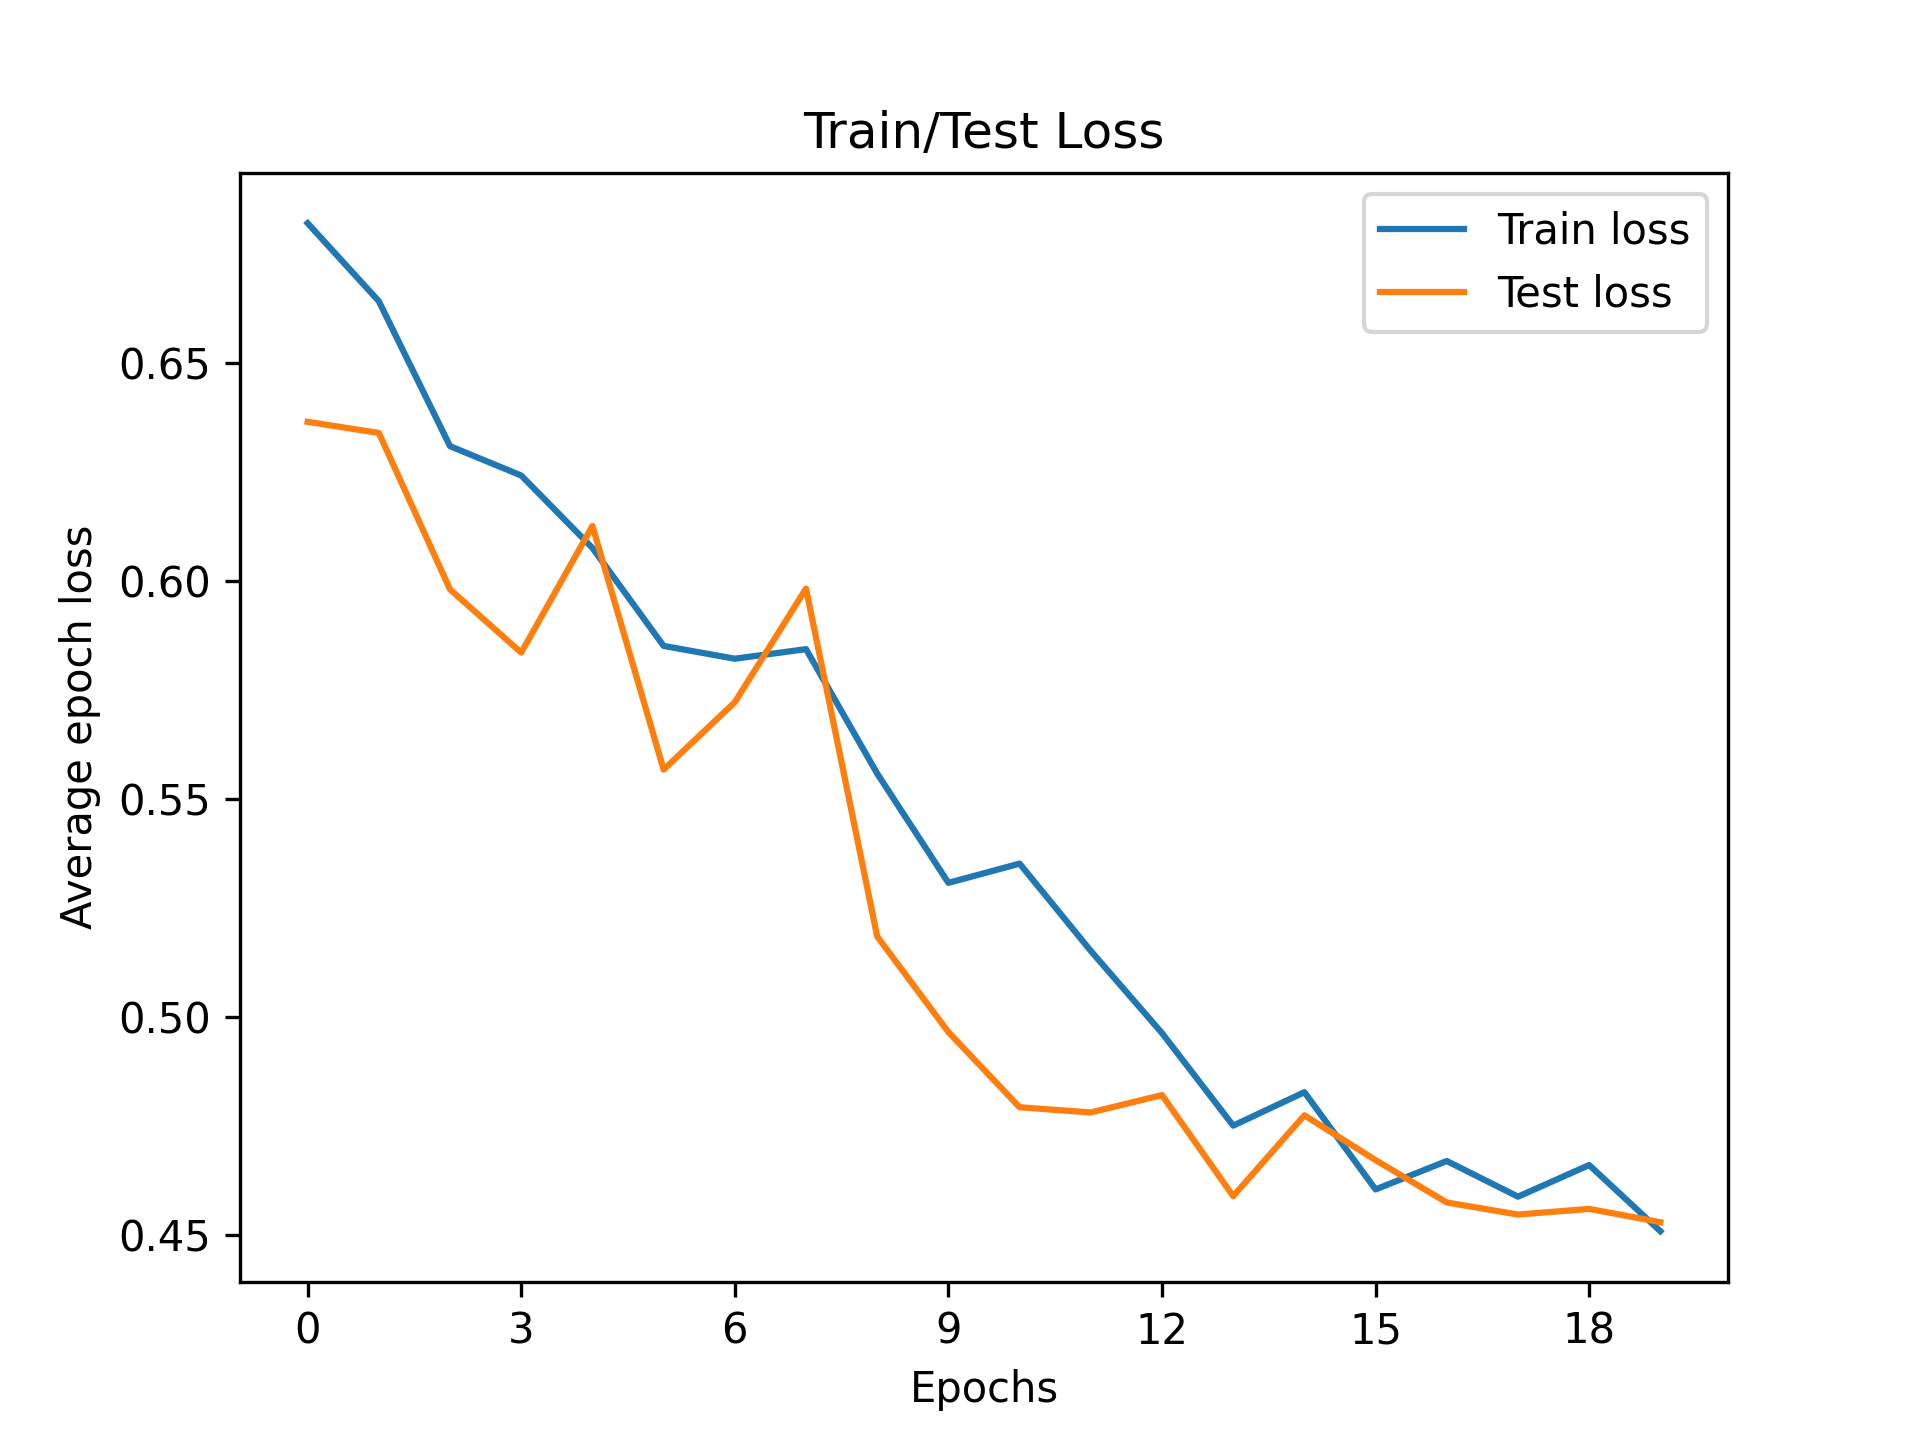 Train/Test Loss
Train loss
Test loss
Average epoch loss
0.65
0.60
0.55
0.50
0.45
0 3 6 9 12 15 18
Epochs